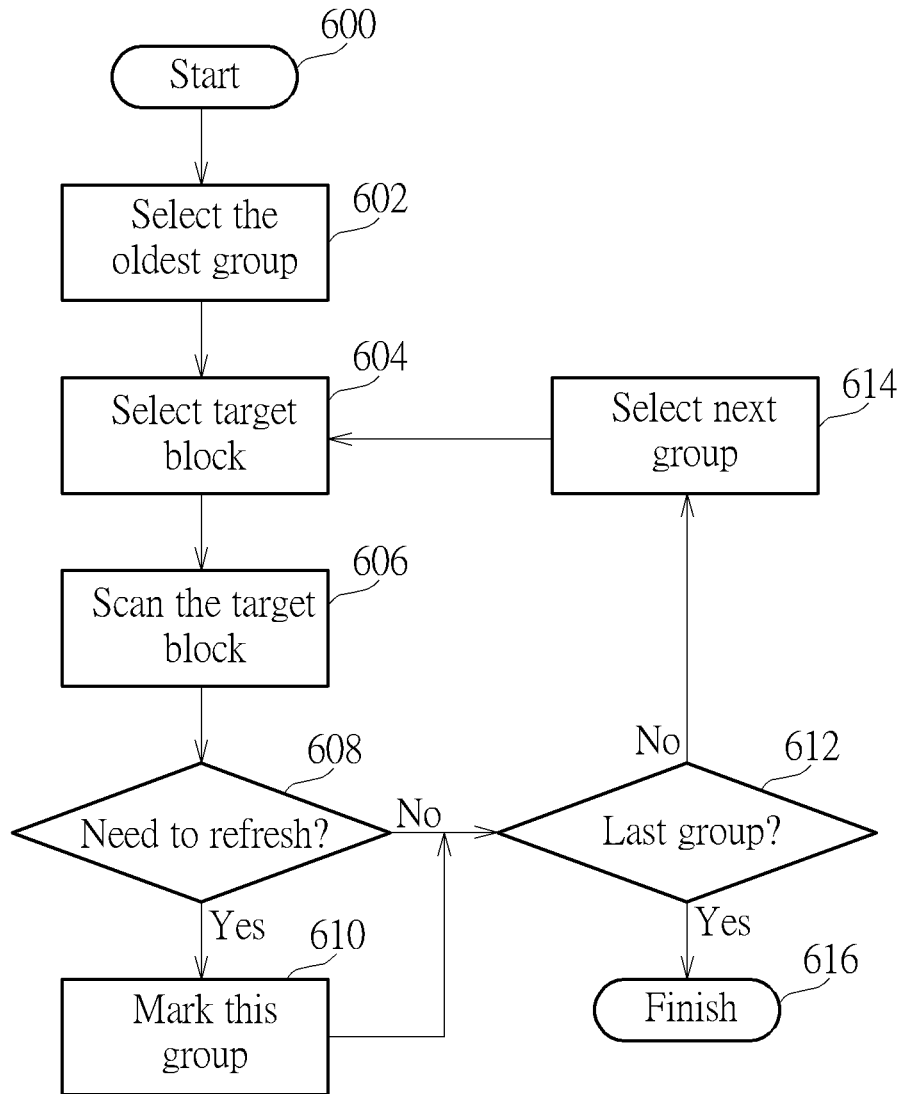 600
Start
602
Select the
oldest group
604
Select target
block
614
Select next
group
606
Scan the target
block
608
Need to refresh?
No
Yes
610
Mark this
group
No
612
Last group?
Yes
616
Finish